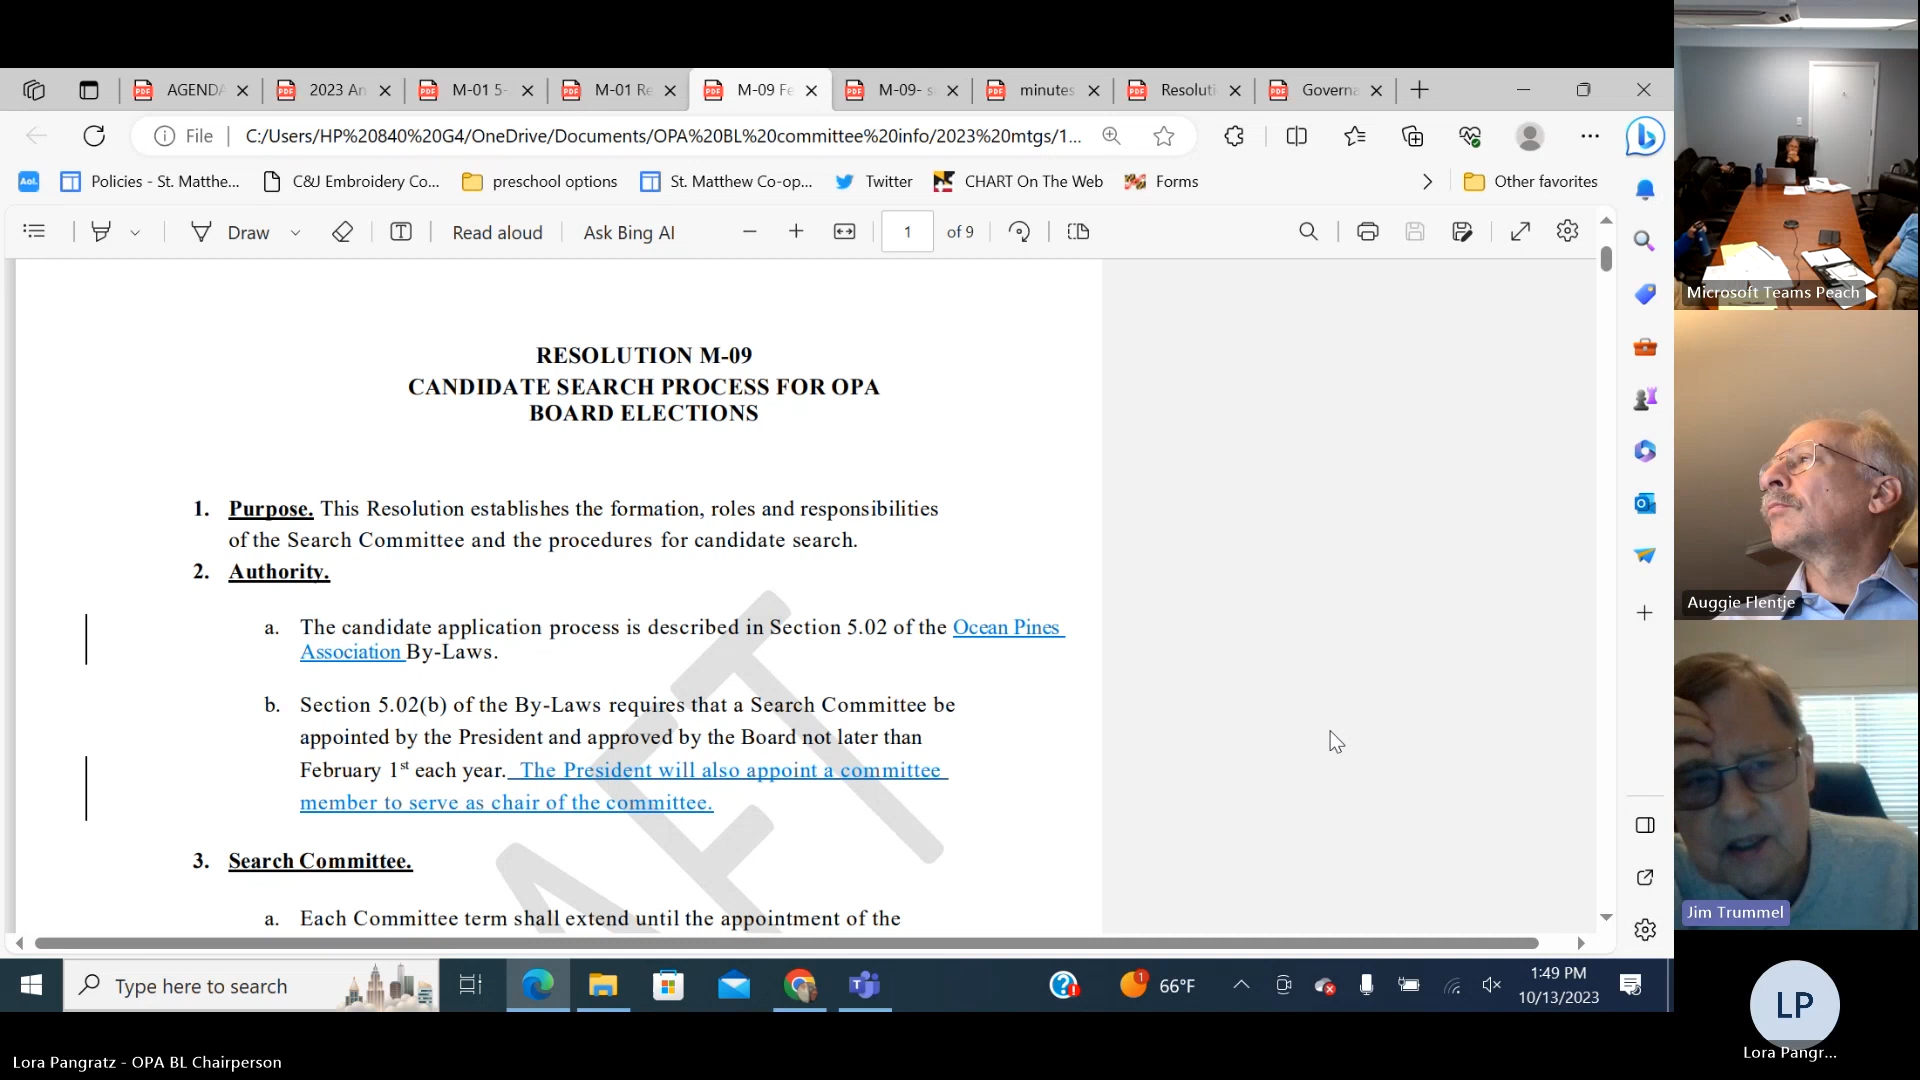 AGENDA
2023 An
M-01 5-
M-01 Re
M-09 Fe
M-09- s
minutes
Resoluti
Governa
File
C:/Users/HP%20840%20G4/OneDrive/Documents/OPA%20BL%20committee%20info/2023%20mtgs/1...
Aol.
Policies - St. Matthe...
C&J Embroidery Co...
preschool options
St. Matthew Co-op...
Twitter
CHART On The Web
Forms
Other favorites
Draw
Read aloud
Ask Bing AI
1
of 9
RESOLUTION M-09
CANDIDATE SEARCH PROCESS FOR OPA
BOARD ELECTIONS
1. Purpose. This Resolution establishes the formation, roles and responsibilities
of the Search Committee and the procedures for candidate search.
2. Authority.
a. The candidate application process is described in Section 5.02 of the Ocean Pines
Association By-Laws.
b. Section 5.02(b) of the By-Laws requires that a Search Committee be
appointed by the President and approved by the Board not later than
February 1st each year. The President will also appoint a committee
member to serve as chair of the committee.
3. Search Committee.
a. Each Committee term shall extend until the appointment of the
Type here to search
1
66°F
1:49 PM
10/13/2023
Microsoft Teams Peach
Auggie Flentje
Jim Trummel
LP
Lora Pangr...
Lora Pangratz - OPA BL Chairperson